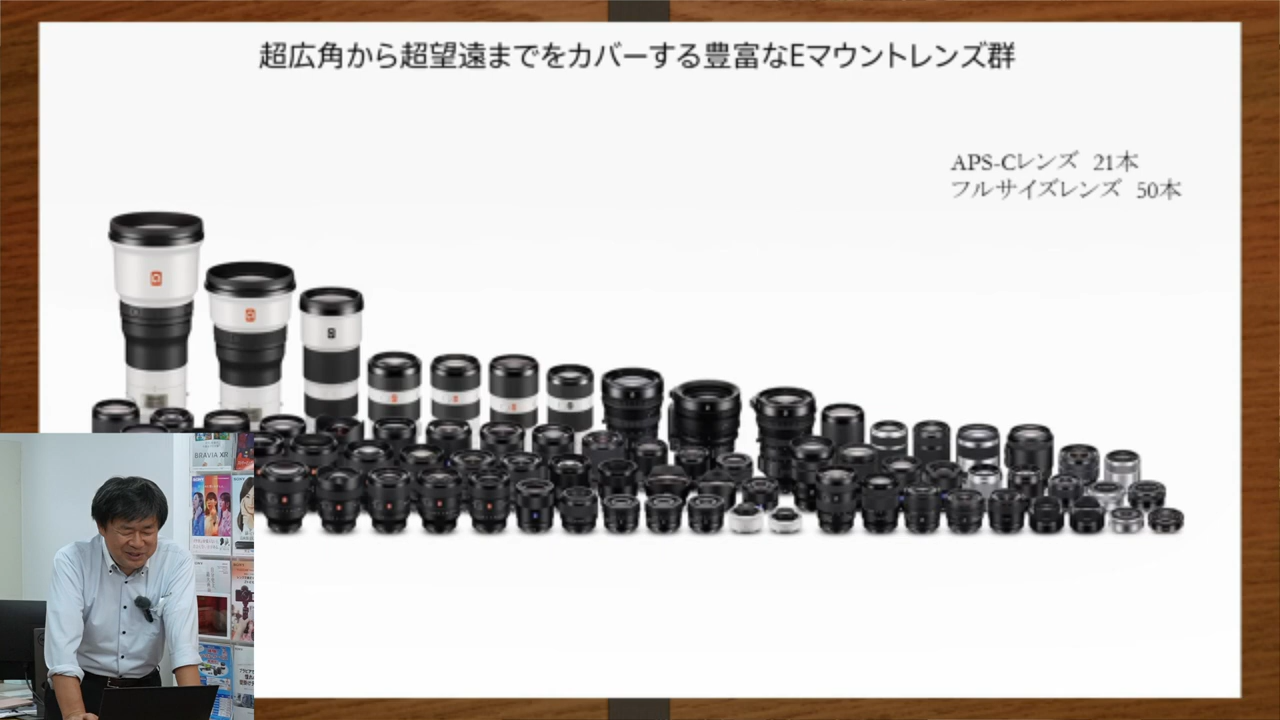 超広角から超望遠までをカバーする豊富なEマウントレンズ群
APS-Cレンズ 21本
フルサイズレンズ 50本
BRAVIA XR